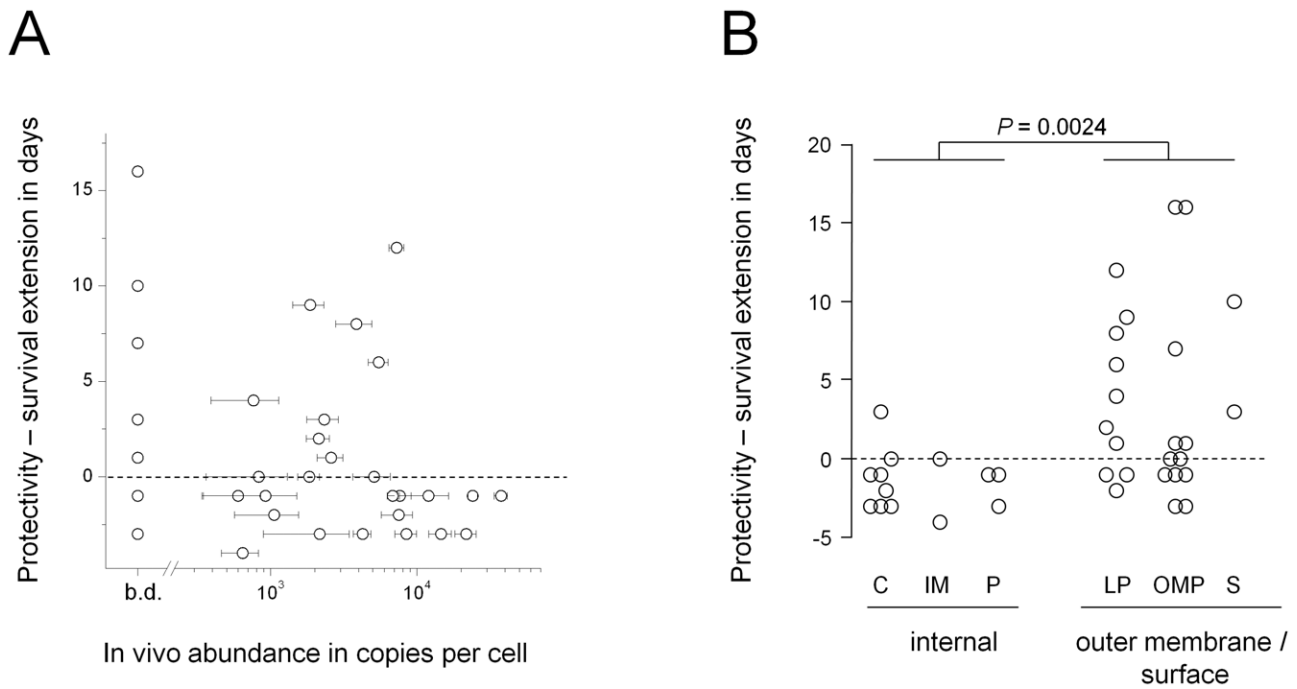 A
Protectivity – survival extension in days
15
10
5
0
b.d.
10³
10⁴
In vivo abundance in copies per cell
B
Protectivity – survival extension in days
P = 0.0024
20
15
10
5
0
-5
C IM P LP OMP S
internal
outer membrane /
surface